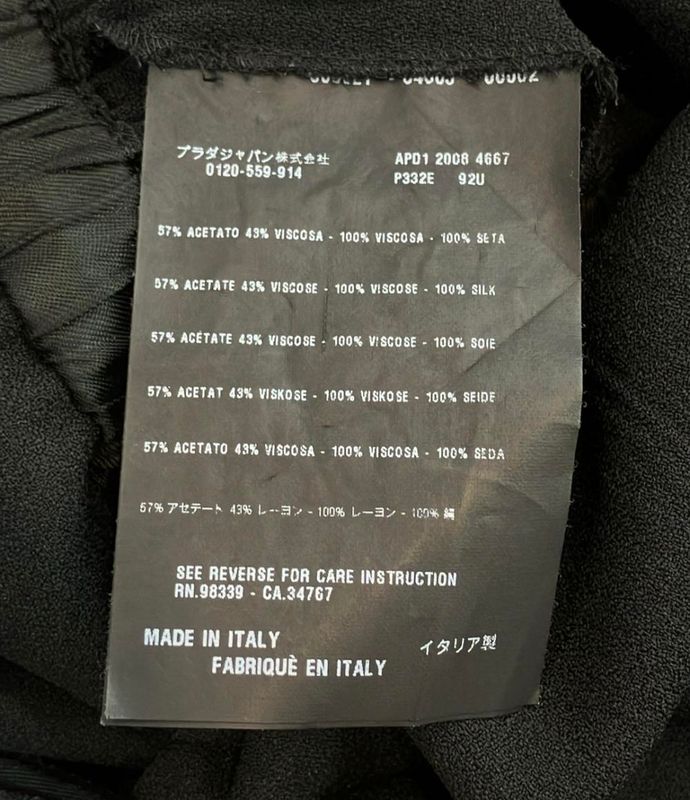 プラダジャパン株式会社
0120-559-914
APD1 2008 4667
P332E 92U
57% ACETATO 43% VISCOSA - 100% VISCOSA - 100% SETA
57% ACETATE 43% VISCOSE - 100% VISCOSE - 100% SILK
57% ACÉTATE 43% VISCOSE - 100% VISCOSE - 100% SOIE
57% ACETAT 43% VISKOSE - 100% VISKOSE - 100% SEIDE
57% ACETATO 43% VISCOSA - 100% VISCOSA - 100% SEDA
57% アセテート 43% レーヨン - 100% レーヨン - 100% 絹
SEE REVERSE FOR CARE INSTRUCTION
RN.98339 - CA.34767
MADE IN ITALY
FABRIQUÈ EN ITALY
イタリア製